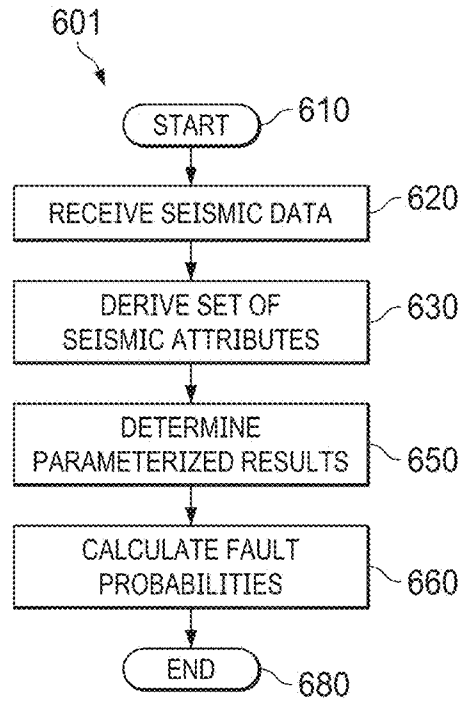 601
START
610
RECEIVE SEISMIC DATA
620
DERIVE SET OF
SEISMIC ATTRIBUTES
630
DETERMINE
PARAMETERIZED RESULTS
650
CALCULATE FAULT
PROBABILITIES
660
END
680